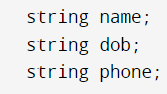 string name;
string dob;
string phone;